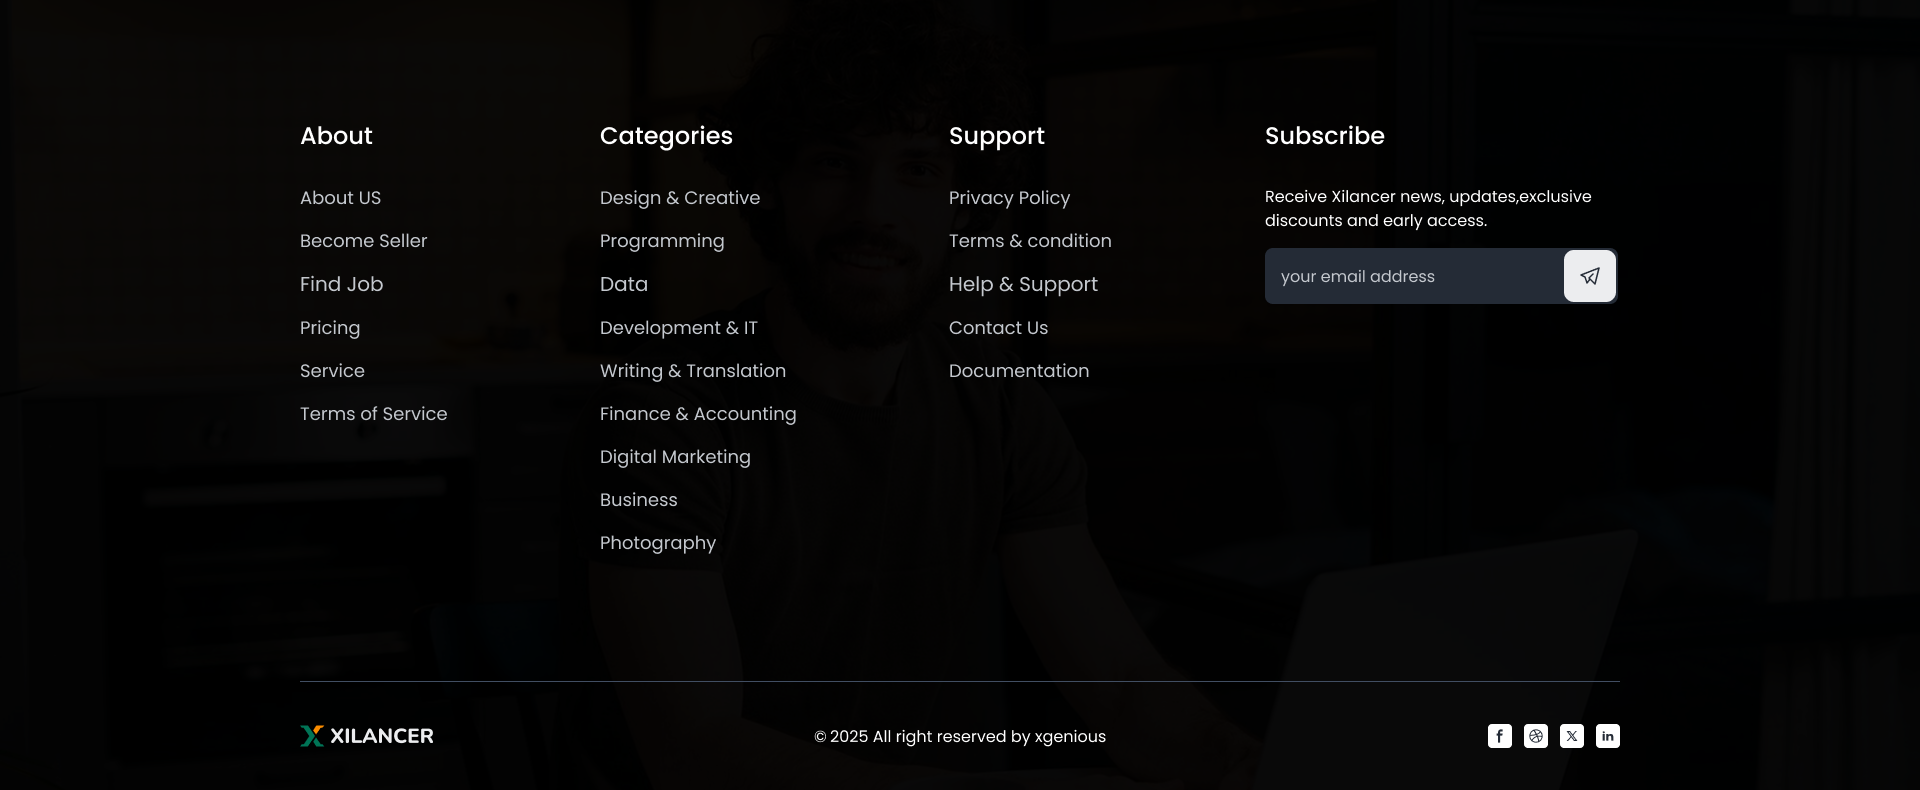 About
About US
Become Seller
Find Job
Pricing
Service
Terms of Service
Categories
Design & Creative
Programming
Data
Development & IT
Writing & Translation
Finance & Accounting
Digital Marketing
Business
Photography
Support
Privacy Policy
Terms & condition
Help & Support
Contact Us
Documentation
Subscribe
Receive Xilancer news, updates,exclusive
discounts and early access.
your email address
XILANCER
© 2025 All right reserved by xgenious